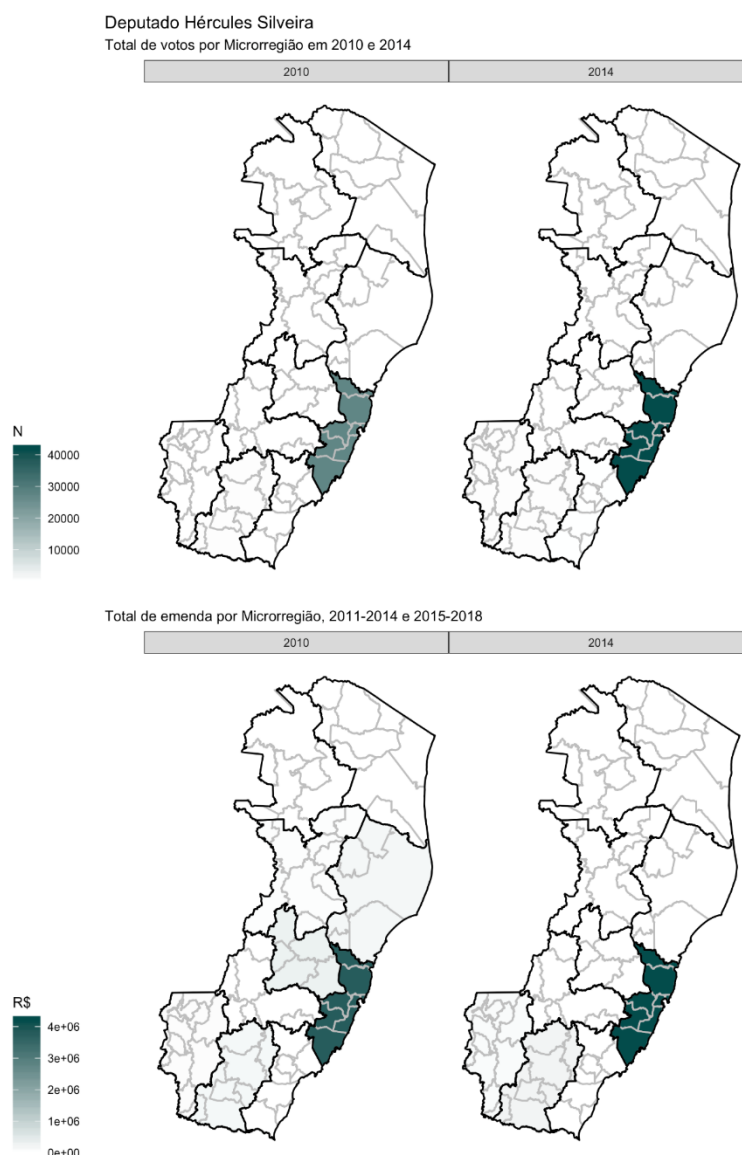 Deputado Hércules Silveira
Total de votos por Microrregião em 2010 e 2014
2010
2014
N
40000
30000
20000
10000
Total de emenda por Microrregião, 2011-2014 e 2015-2018
2010
2014
R$
4e+06
3e+06
2e+06
1e+06
0e+00